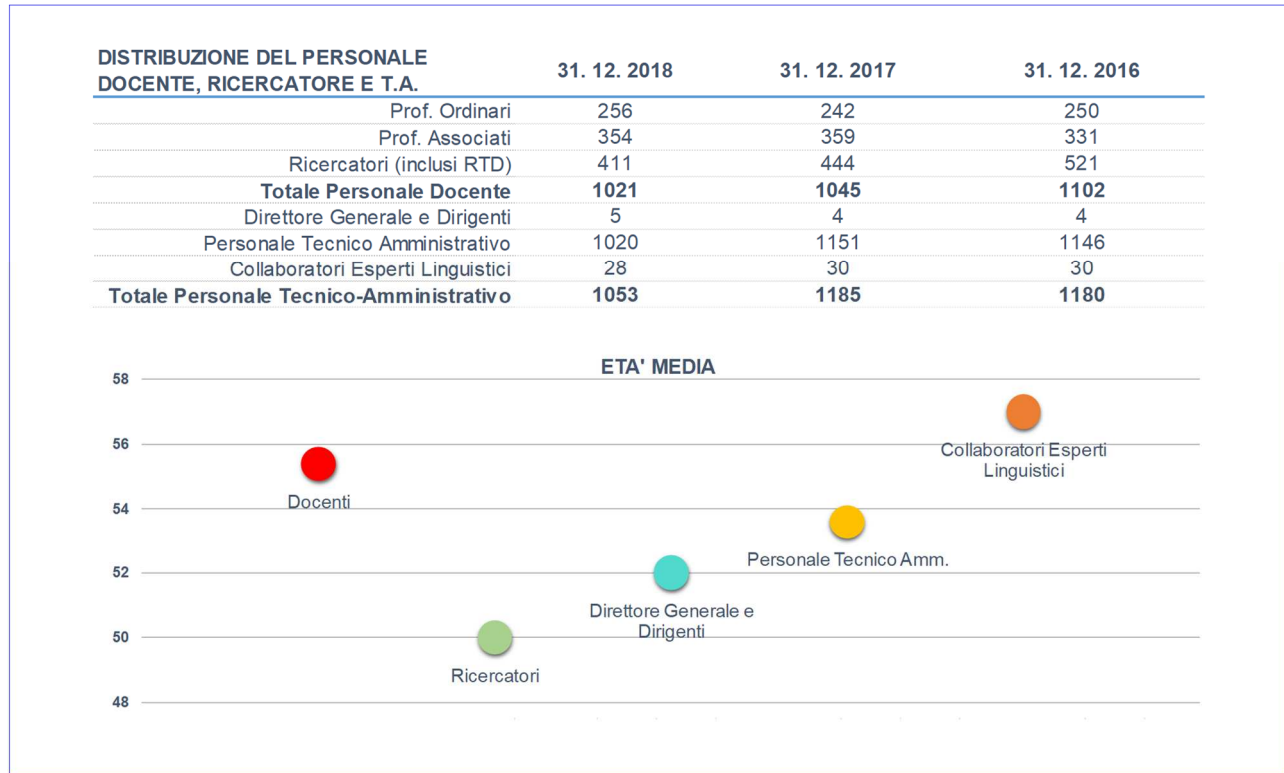 DISTRIBUZIONE DEL PERSONALE
DOCENTE, RICERCATORE E T.A. 31. 12. 2018 31. 12. 2017 31. 12. 2016
Prof. Ordinari 256 242 250
Prof. Associati 354 359 331
Ricercatori (inclusi RTD) 411 444 521
Totale Personale Docente 1021 1045 1102
Direttore Generale e Dirigenti 5 4 4
Personale Tecnico Amministrativo 1020 1151 1146
Collaboratori Esperti Linguistici 28 30 30
Totale Personale Tecnico-Amministrativo 1053 1185 1180
ETA' MEDIA
58
56
Collaboratori Esperti
Linguistici
Docenti
54
Personale Tecnico Amm.
52
Direttore Generale e
Dirigenti
50
Ricercatori
48